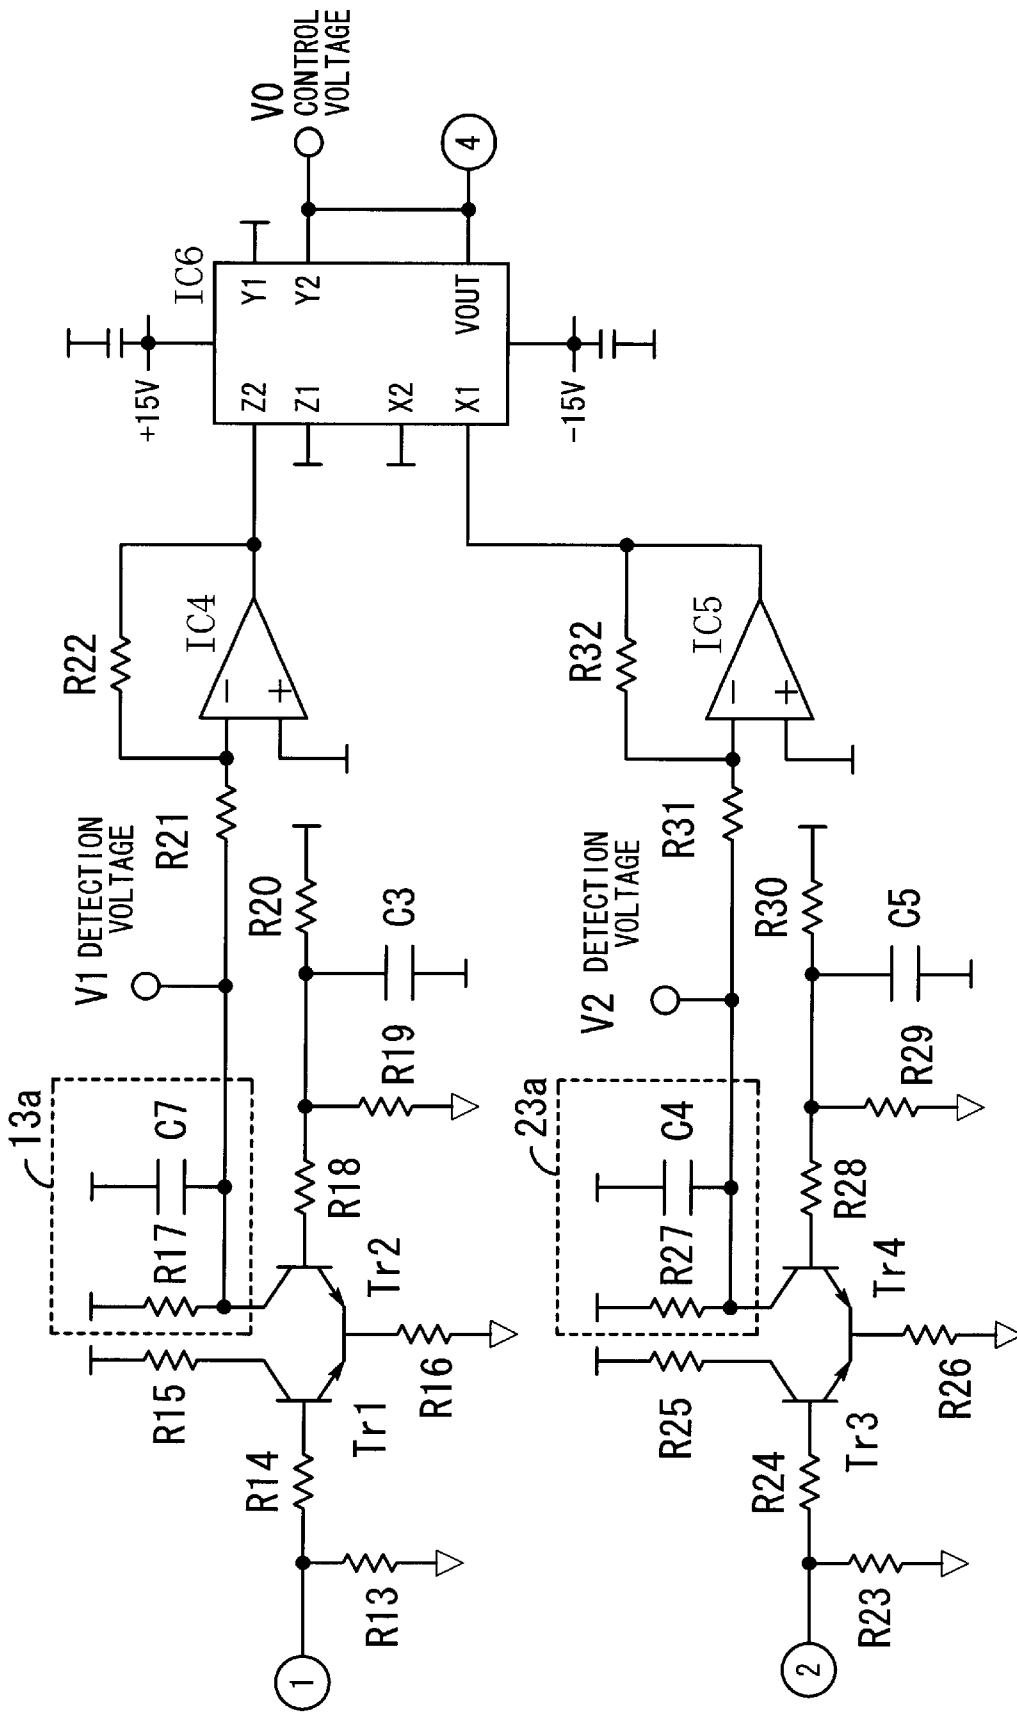 13a
R15
R17
C7
V1 DETECTION
VOLTAGE
R21
R22
IC4
−
+
+15V
IC6
Z2
Z1
X2
X1
Y1
Y2
VOUT
V0
CONTROL
VOLTAGE
4
-15V
1
R13
R14
Tr1
R16
Tr2
R18
R19
R20
C3
23a
R25
R27
C4
V2 DETECTION
VOLTAGE
R31
R32
IC5
−
+
2
R23
R24
Tr3
R26
Tr4
R28
R29
R30
C5